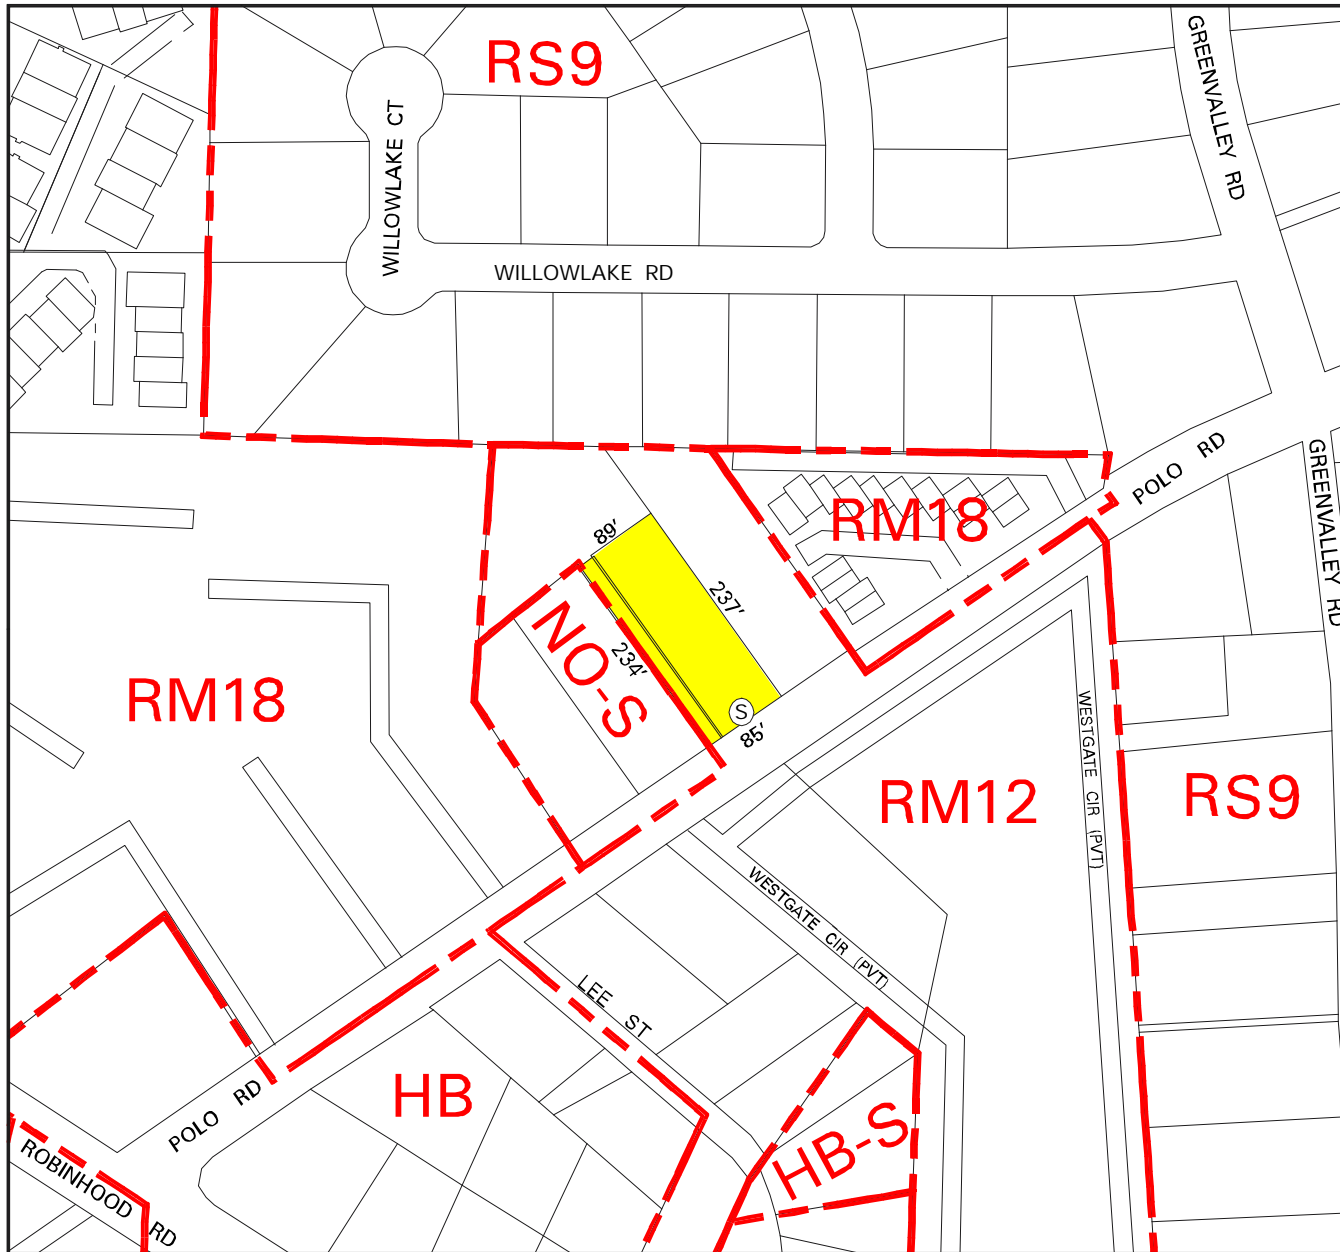 RS9
GREENVALLEY RD
WILLOWLAKE CT
WILLOWLAKE RD
POLO RD
GREENVALLEY RD
RM18
89'
237'
NO-S
234'
S
85'
RM18
WESTGATE CIR (PVT)
RM12
RS9
WESTGATE CIR (PVT)
LEE ST
HB
POLO RD
HB-S
ROBINHOOD RD